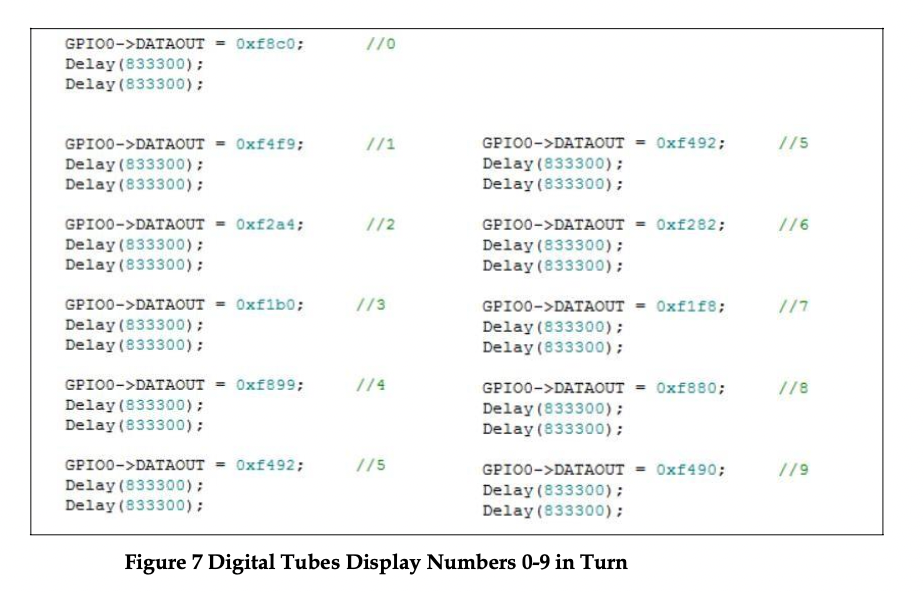 GPIO0->DATAOUT = 0xf8c0; //0
Delay(833300);
Delay(833300);
GPIO0->DATAOUT = 0xf4f9; //1
Delay(833300);
Delay(833300);
GPIO0->DATAOUT = 0xf2a4; //2
Delay(833300);
Delay(833300);
GPIO0->DATAOUT = 0xf1b0; //3
Delay(833300);
Delay(833300);
GPIO0->DATAOUT = 0xf899; //4
Delay(833300);
Delay(833300);
GPIO0->DATAOUT = 0xf492; //5
Delay(833300);
Delay(833300);
GPIO0->DATAOUT = 0xf492; //5
Delay(833300);
Delay(833300);
GPIO0->DATAOUT = 0xf282; //6
Delay(833300);
Delay(833300);
GPIO0->DATAOUT = 0xf1f8; //7
Delay(833300);
Delay(833300);
GPIO0->DATAOUT = 0xf880; //8
Delay(833300);
Delay(833300);
GPIO0->DATAOUT = 0xf490; //9
Delay(833300);
Delay(833300);
Figure 7 Digital Tubes Display Numbers 0-9 in Turn